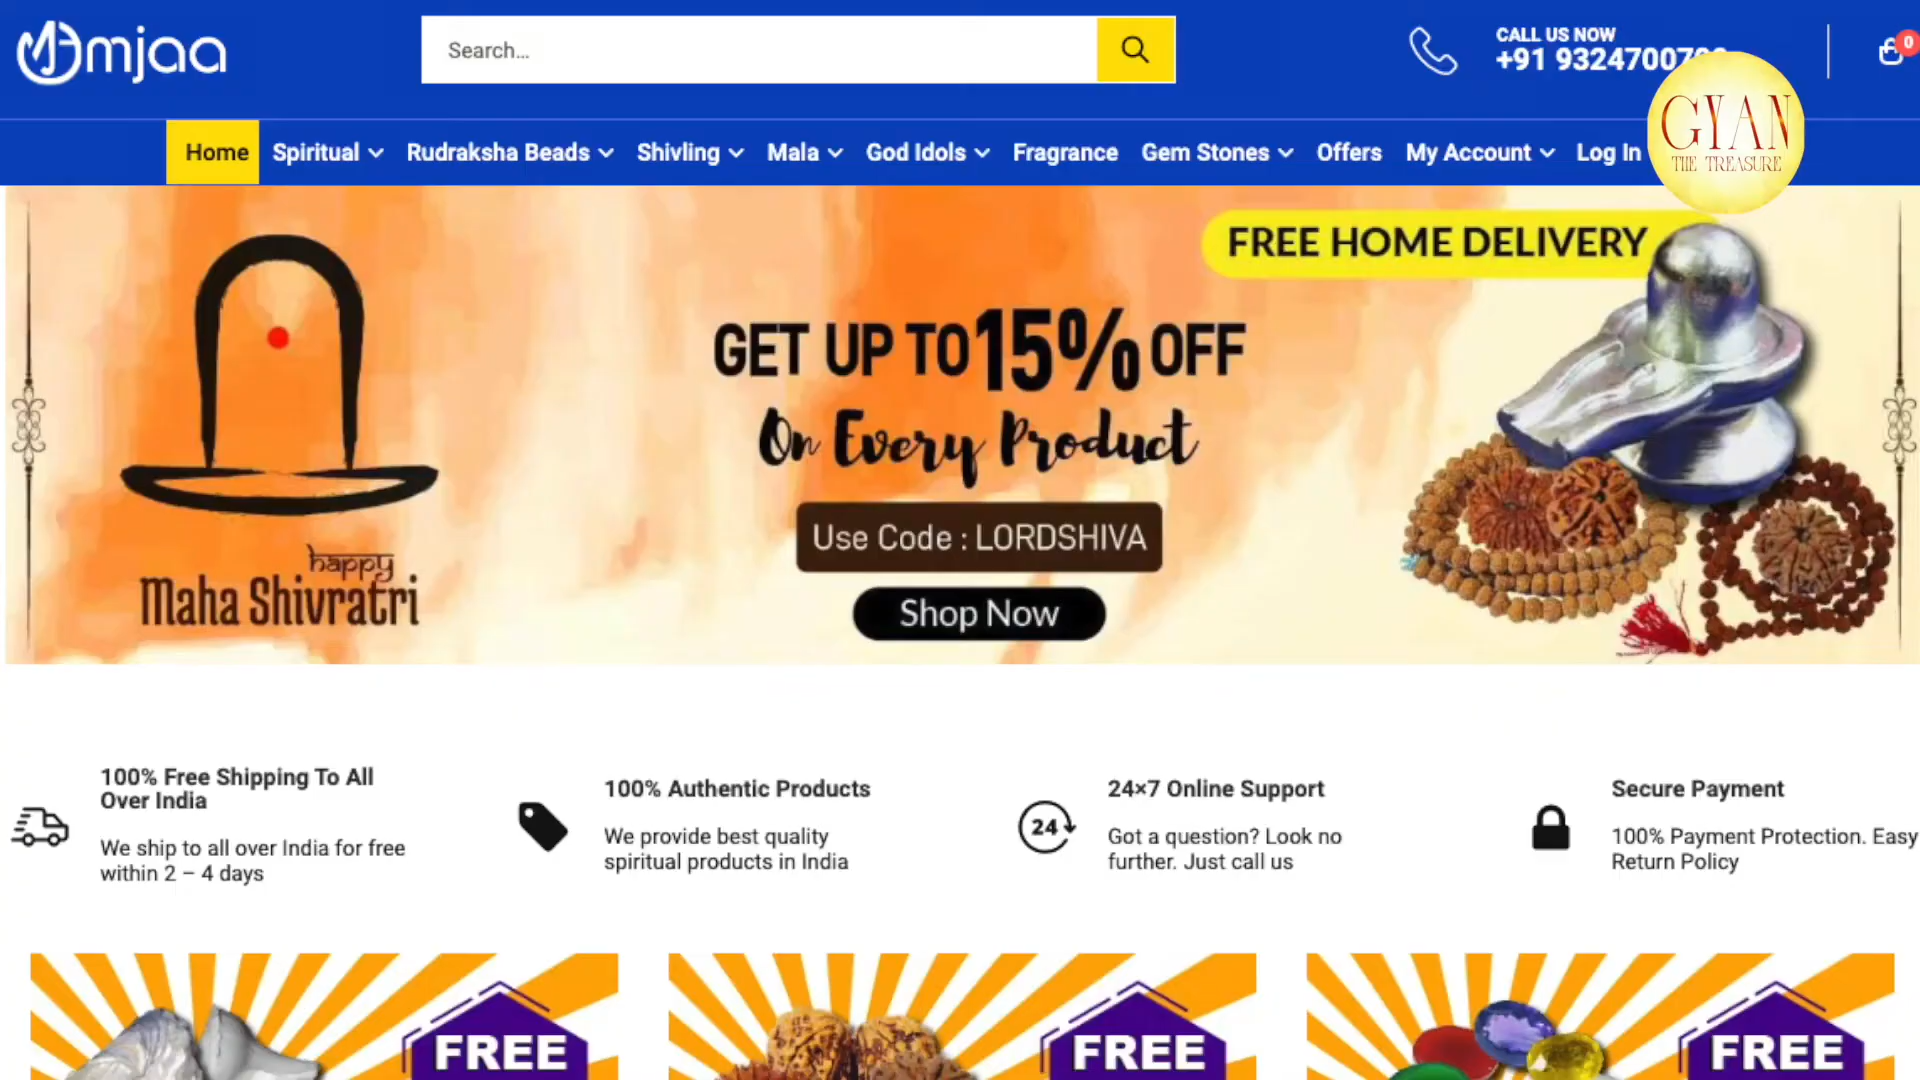 Omjaa
Search...
CALL US NOW
+91 9324700
0
GYAN
THE TREASURE
Home
Spiritual
Rudraksha Beads
Shivling
Mala
God Idols
Fragrance
Gem Stones
Offers
My Account
Log In
FREE HOME DELIVERY
GET UP TO 15% OFF
On Every Product
Use Code : LORDSHIVA
Shop Now
happy
Maha Shivratri
100% Free Shipping To All
Over India
We ship to all over India for free
within 2 – 4 days
100% Authentic Products
We provide best quality
spiritual products in India
24
24×7 Online Support
Got a question? Look no
further. Just call us
Secure Payment
100% Payment Protection. Easy
Return Policy
FREE
FREE
FREE